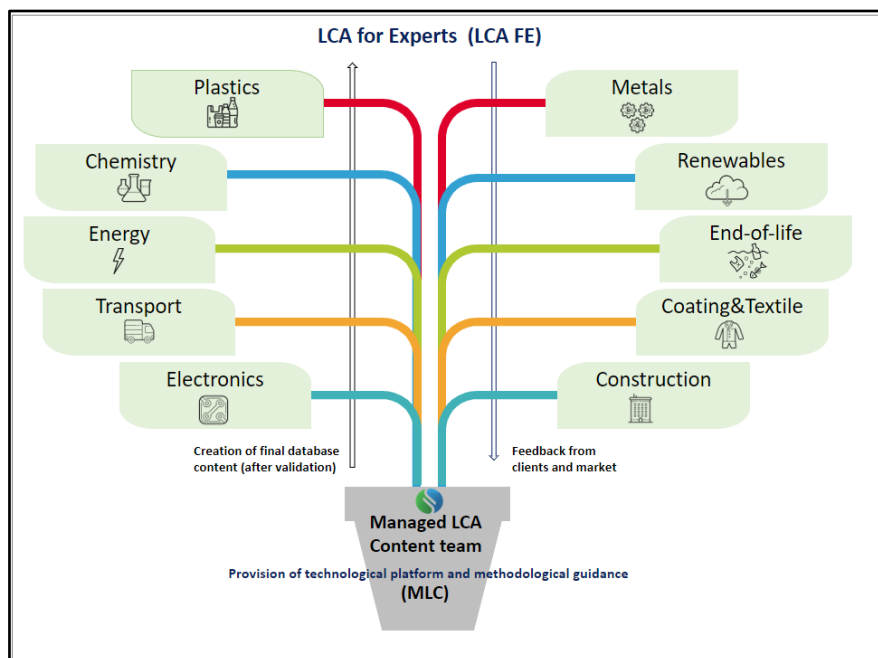 LCA for Experts (LCA FE)
Plastics
Metals
Chemistry
Renewables
Energy
End-of-life
Transport
Coating&Textile
Electronics
Construction
Creation of final database
content (after validation)
Feedback from
clients and market
Managed LCA
Content team
Provision of technological platform and methodological guidance
(MLC)